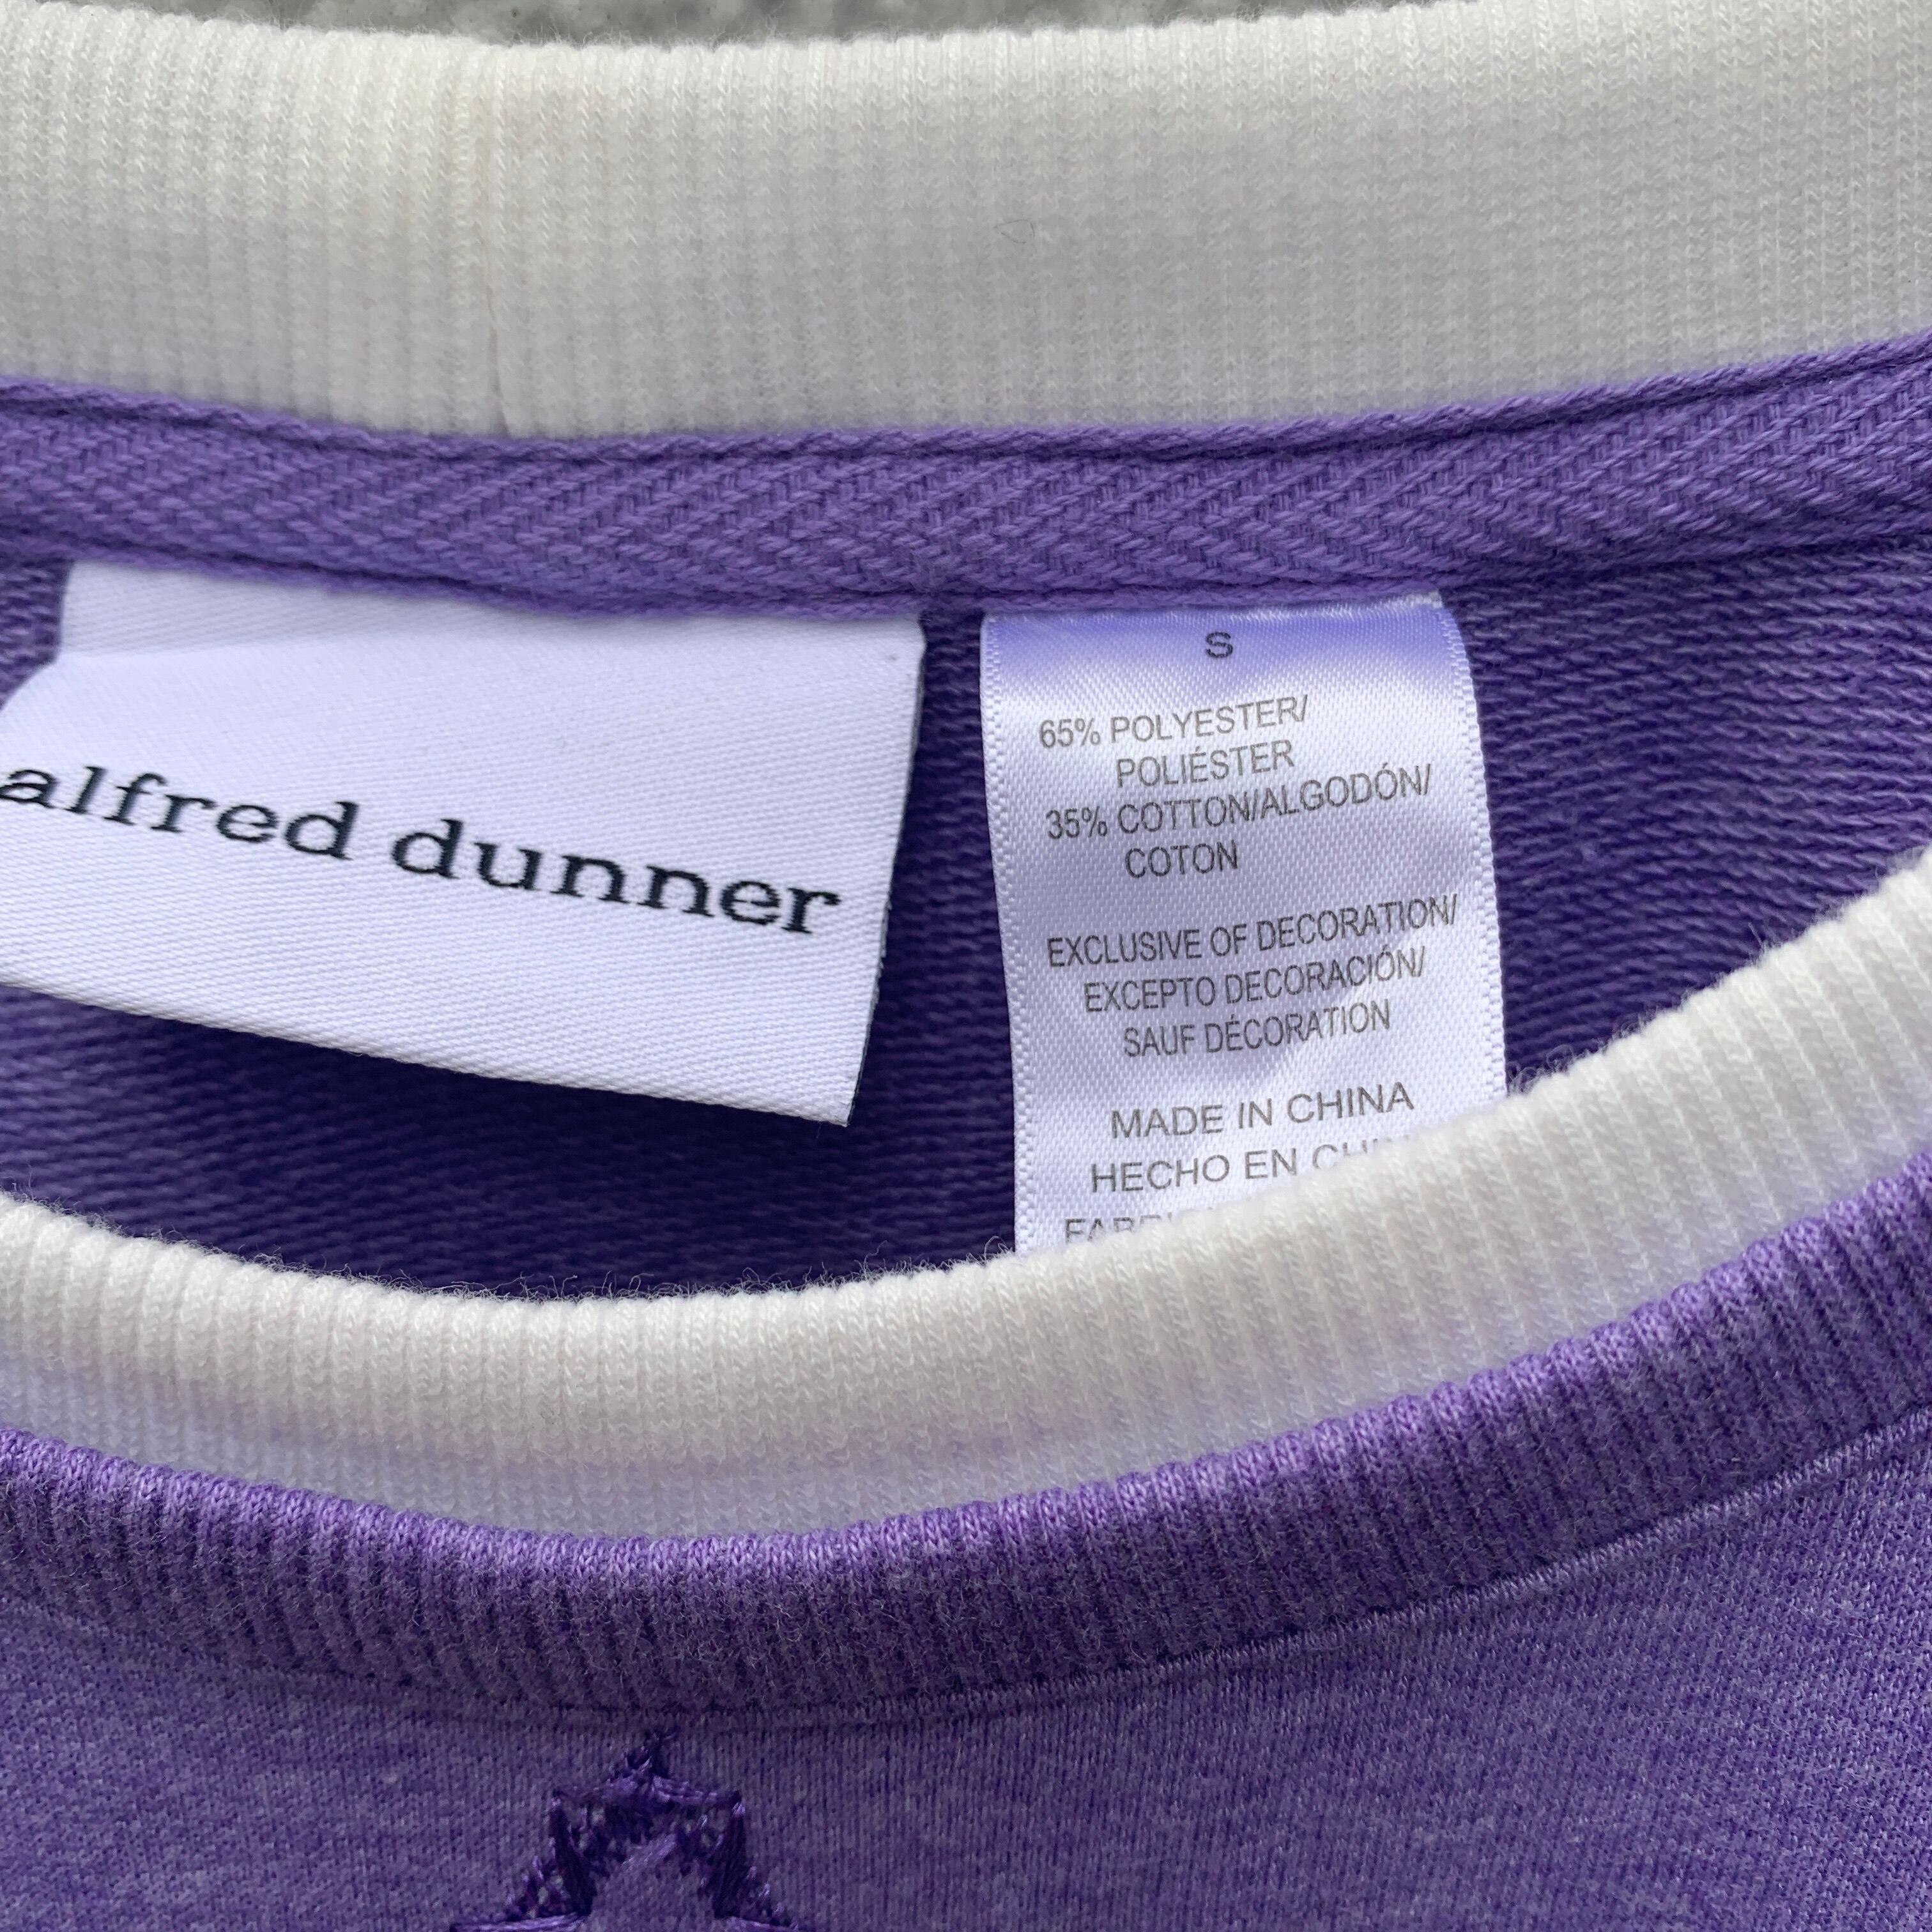 alfred dunner
S
65% POLYESTER/
POLIÉSTER
35% COTTON/ALGODÓN/
COTON
EXCLUSIVE OF DECORATION/
EXCEPTO DECORACIÓN/
SAUF DÉCORATION
MADE IN CHINA
HECHO EN